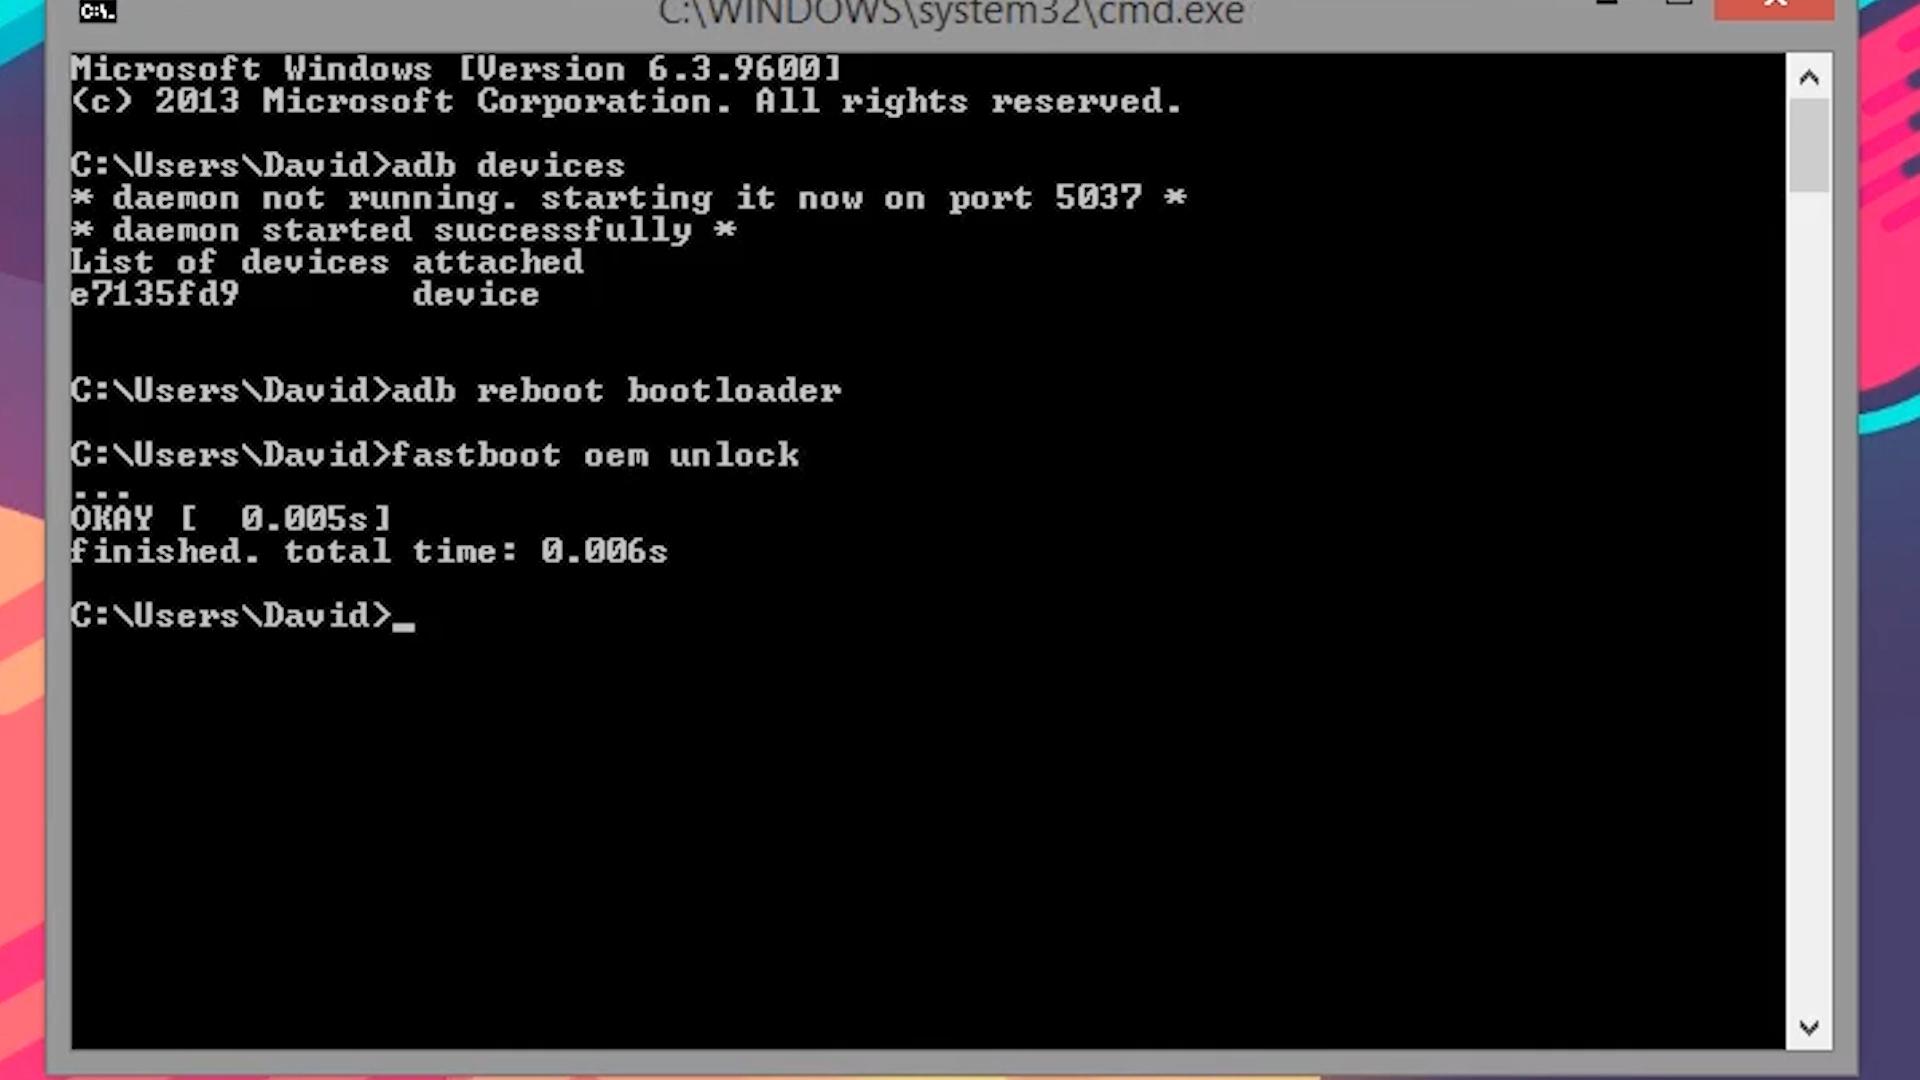 C:\WINDOWS\system32\cmd.exe
Microsoft Windows [Version 6.3.9600]
(c) 2013 Microsoft Corporation. All rights reserved.
C:\Users\David>adb devices
* daemon not running. starting it now on port 5037 *
* daemon started successfully *
List of devices attached
e7135fd9        device
C:\Users\David>adb reboot bootloader
C:\Users\David>fastboot oem unlock
...
OKAY [  0.005s]
finished. total time: 0.006s
C:\Users\David>_